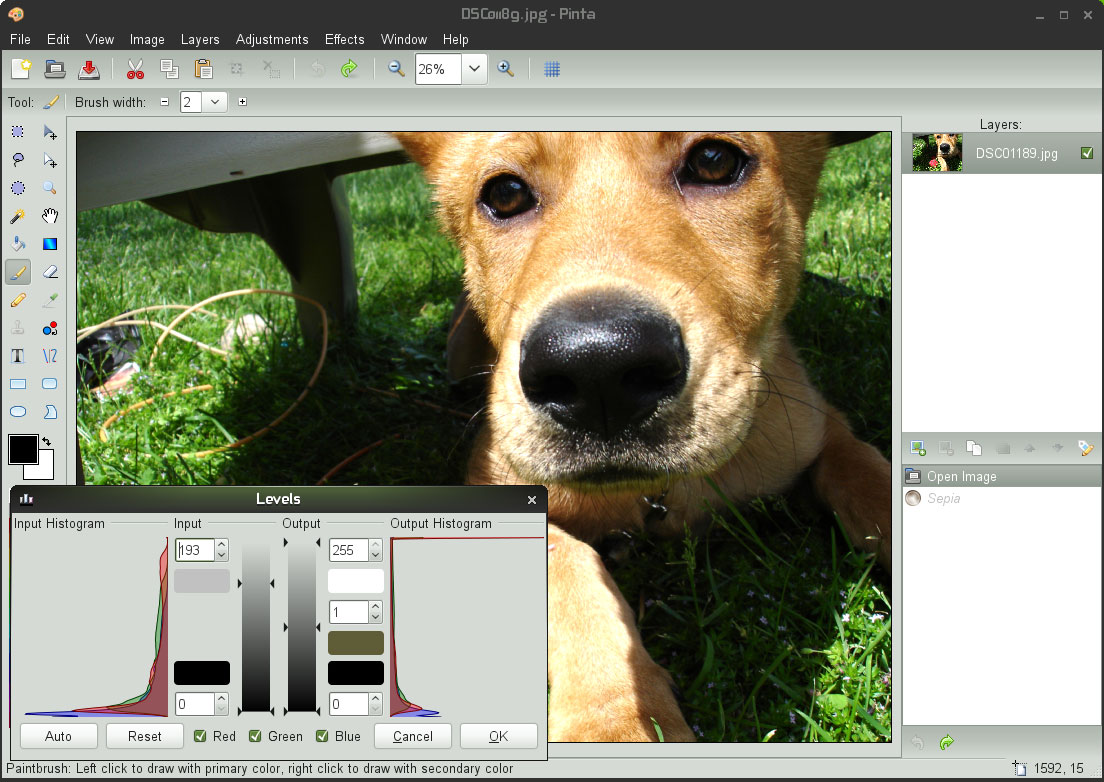 DSC01189.jpg - Pinta
File Edit View Image Layers Adjustments Effects Window Help
26%
Tool: Brush width: 2
Layers:
DSC01189.jpg
Open Image
Sepia
Levels
Input Histogram Input Output Output Histogram
193 255
1
0 0
Auto Reset Red Green Blue Cancel OK
Paintbrush: Left click to draw with primary color, right click to draw with secondary color
1592, 15